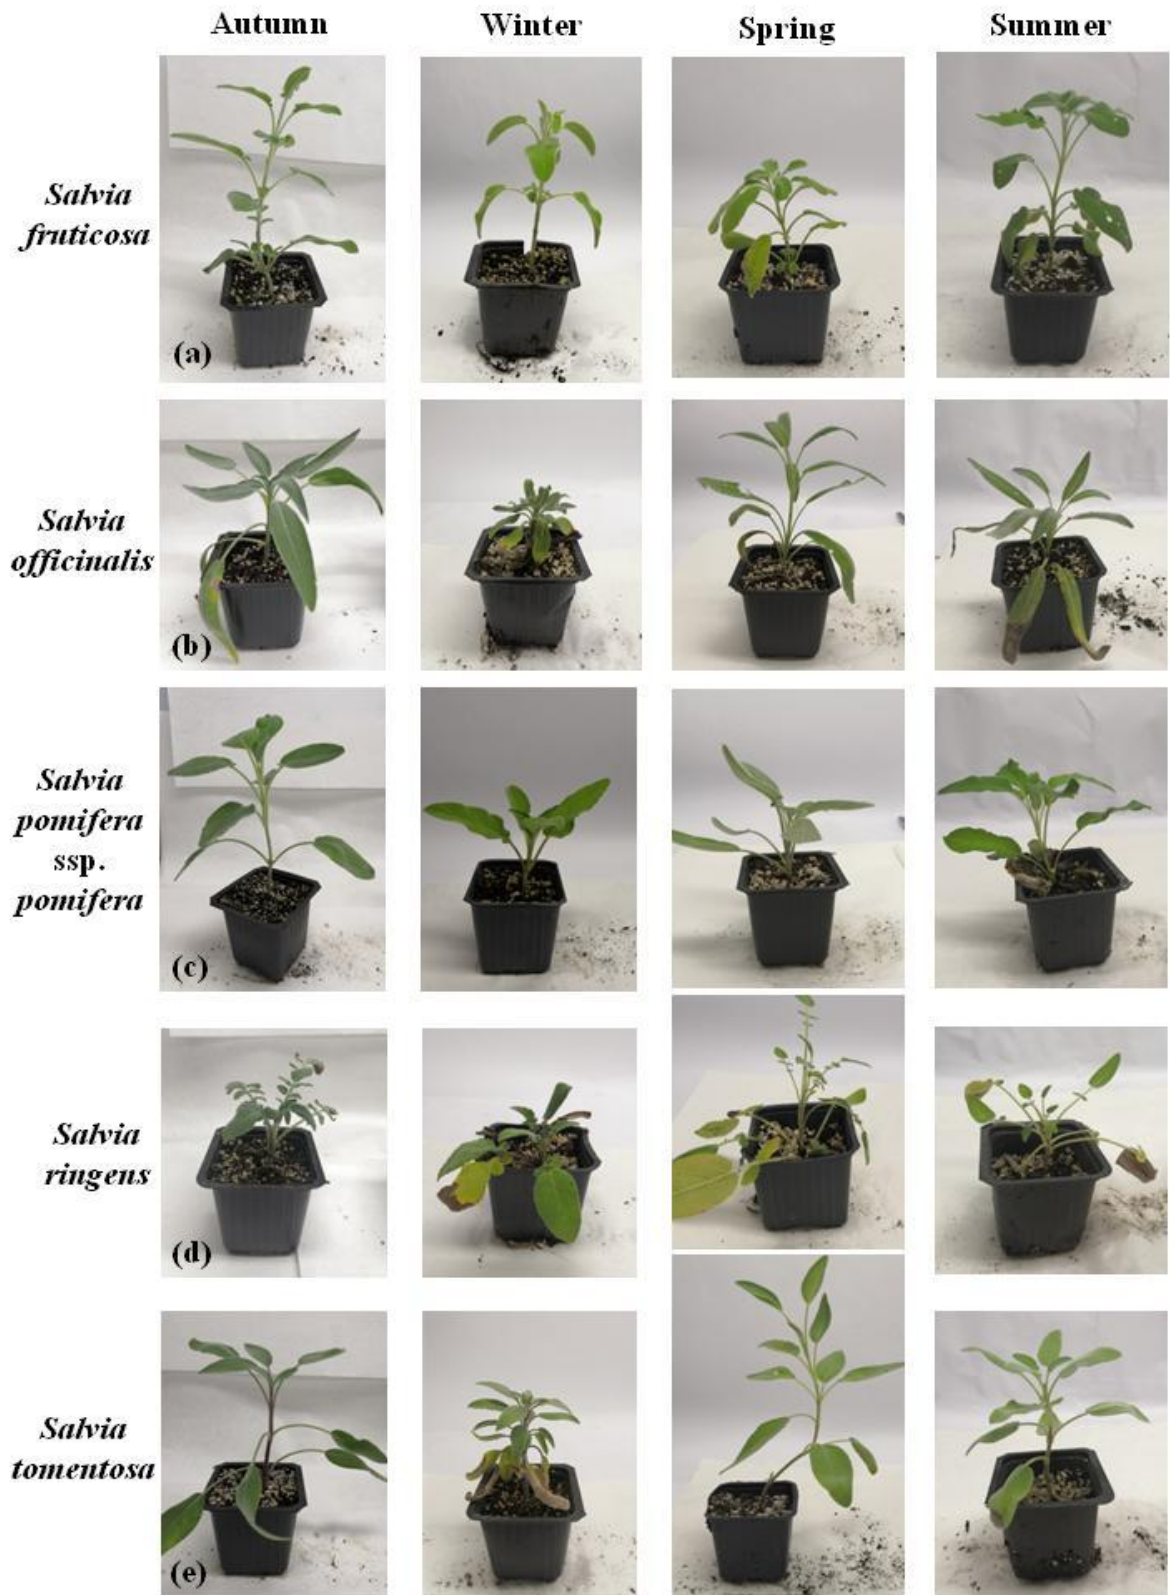 Autumn Winter Spring Summer
Salvia
fruticosa
(a)
Salvia
officinalis
(b)
Salvia
pomifera
ssp.
pomifera
(c)
Salvia
ringens
(d)
Salvia
tomentosa
(e)